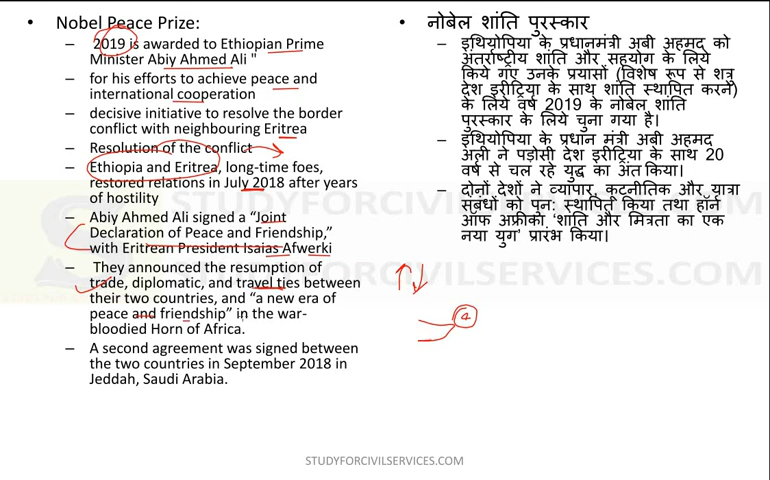 Nobel Peace Prize:
– 2019 is awarded to Ethiopian Prime
Minister Abiy Ahmed Ali "
– for his efforts to achieve peace and
international cooperation
– decisive initiative to resolve the border
conflict with neighbouring Eritrea
– Resolution of the conflict
– Ethiopia and Eritrea, long-time foes,
restored relations in July 2018 after years
of hostility
– Abiy Ahmed Ali signed a “Joint
Declaration of Peace and Friendship,”
with Eritrean President Isaias Afwerki
– They announced the resumption of
trade, diplomatic, and travel ties between
their two countries, and “a new era of
peace and friendship” in the war-
bloodied Horn of Africa.
– A second agreement was signed between
the two countries in September 2018 in
Jeddah, Saudi Arabia.
• नोबेल शांति पुरस्कार
– इथियोपिया के प्रधानमंत्री अबी अहमद को
अंतर्राष्ट्रीय शांति और सहयोग के लिये
किये गए उनके प्रयासों (विशेष रूप से शत्रु
देश इरीट्रिया के साथ शांति स्थापित करने)
के लिये वर्ष 2019 के नोबेल शांति
पुरस्कार के लिये चुना गया है।
– इथियोपिया के प्रधान मंत्री अबी अहमद
अली ने पड़ोसी देश इरीट्रिया के साथ 20
वर्ष से चल रहे युद्ध का अंत किया।
– दोनों देशों ने व्यापार, कूटनीतिक और यात्रा
संबंधों को पुन: स्थापित किया तथा हॉर्न
ऑफ अफ्रीका ‘शांति और मित्रता का एक
नया युग’ प्रारंभ किया।
4
STUDYFORCIVILSERVICES.COM